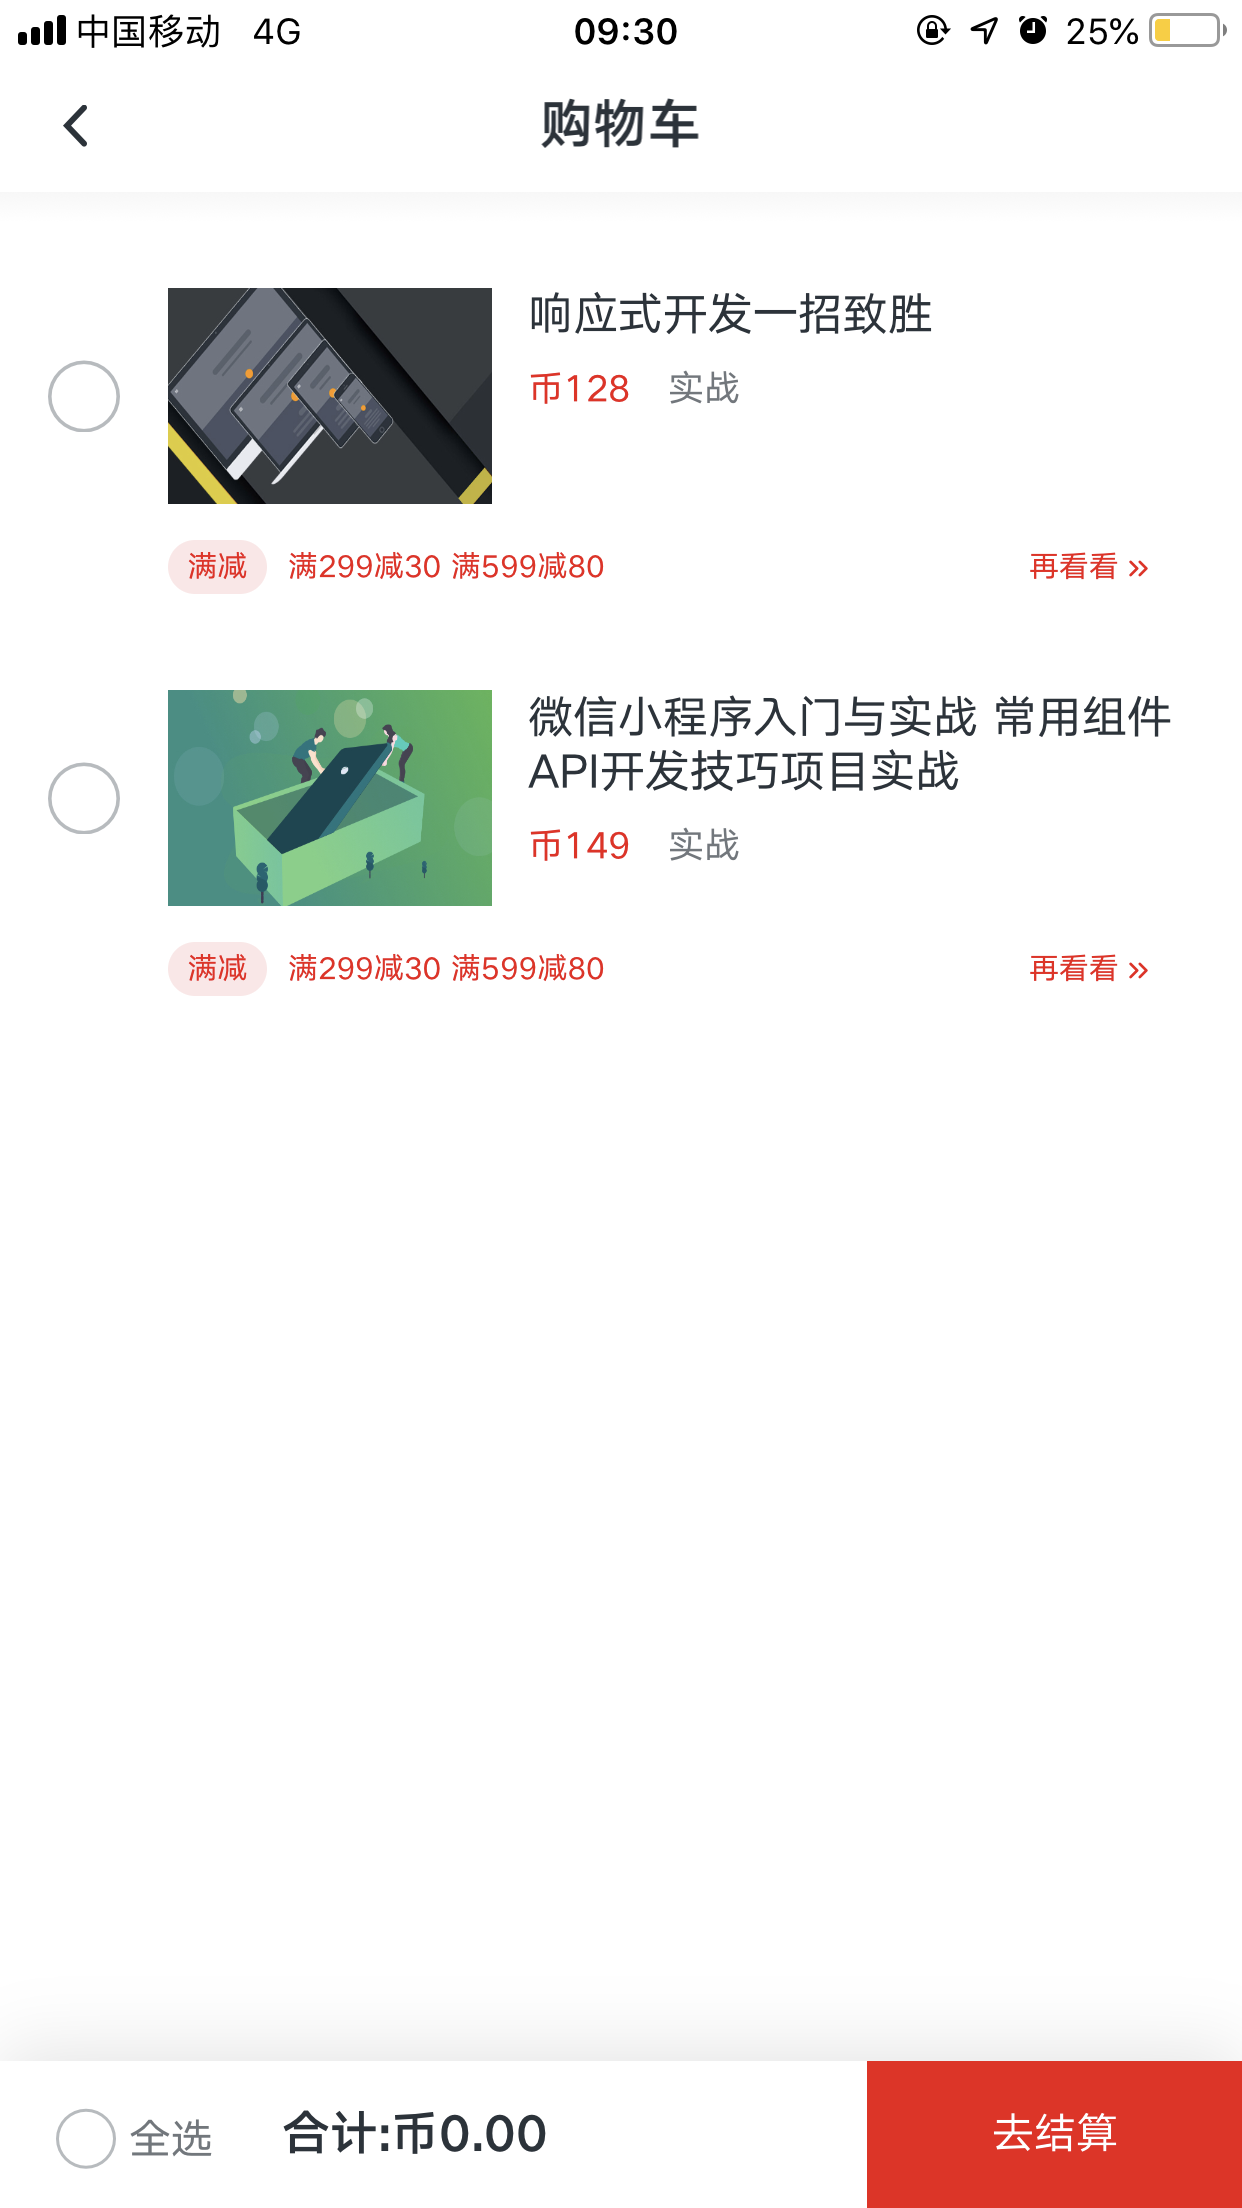 中国移动 4G 09:30 25%
购物车
响应式开发一招致胜
币128 实战
满减 满299减30 满599减80 再看看 »
微信小程序入门与实战 常用组件
API开发技巧项目实战
币149 实战
满减 满299减30 满599减80 再看看 »
全选 合计:币0.00 去结算